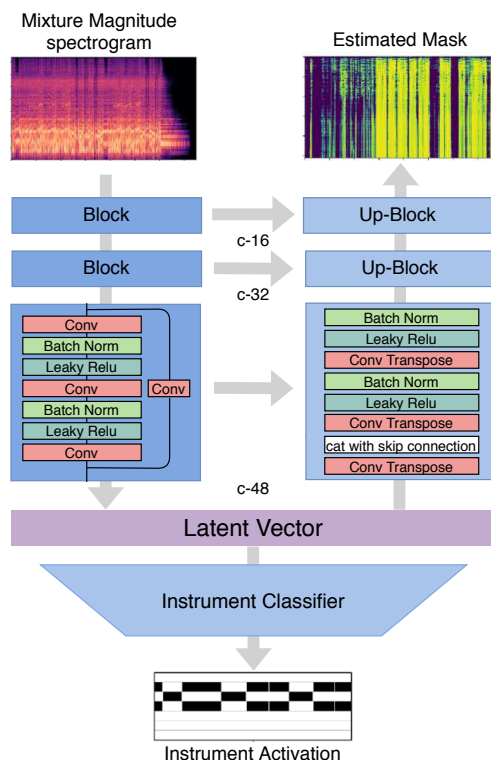 Mixture Magnitude
spectrogram
Estimated Mask
Block
Up-Block
c-16
Block
Up-Block
c-32
Conv
Batch Norm
Leaky Relu
Conv
Batch Norm
Leaky Relu
Conv
Conv
Batch Norm
Leaky Relu
Conv Transpose
Batch Norm
Leaky Relu
Conv Transpose
cat with skip connection
Conv Transpose
c-48
Latent Vector
Instrument Classifier
Instrument Activation